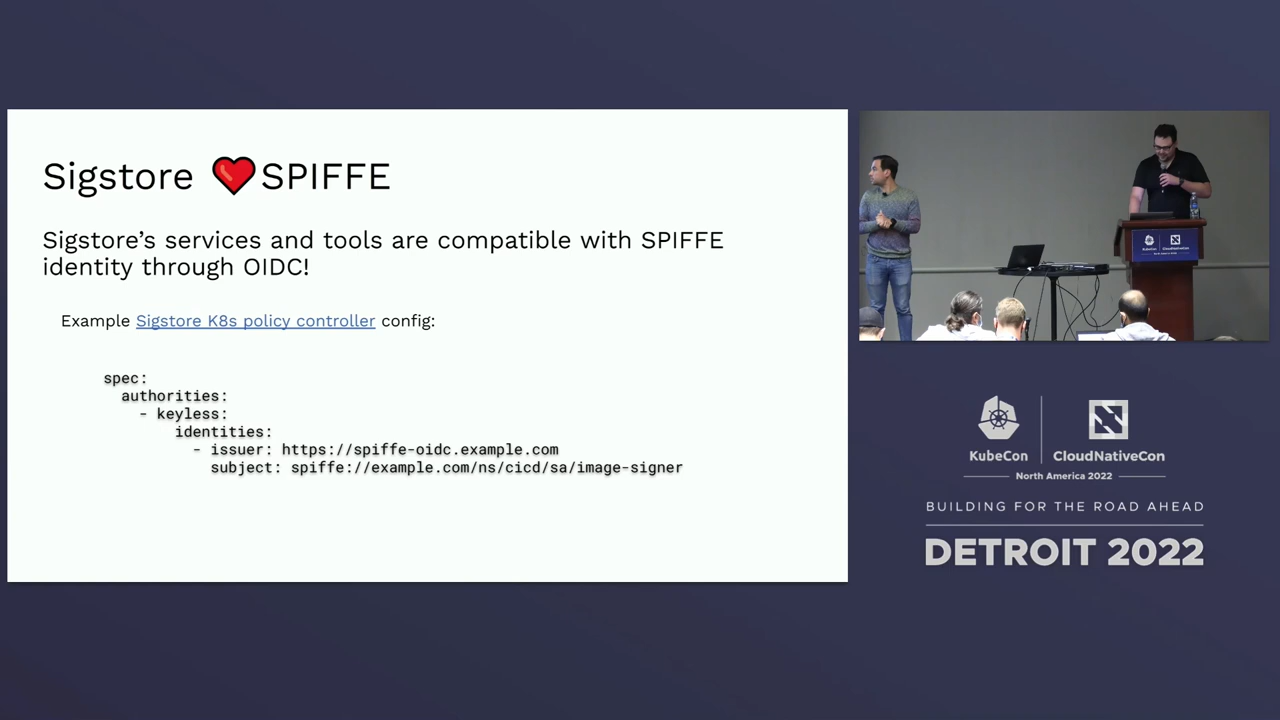 Sigstore ❤️ SPIFFE
Sigstore's services and tools are compatible with SPIFFE
identity through OIDC!
Example Sigstore K8s policy controller config:
spec:
  authorities:
    - keyless:
        identities:
          - issuer: https://spiffe-oidc.example.com
            subject: spiffe://example.com/ns/cicd/sa/image-signer
KubeCon
CloudNativeCon
KubeCon CloudNativeCon
North America 2022
BUILDING FOR THE ROAD AHEAD
DETROIT 2022